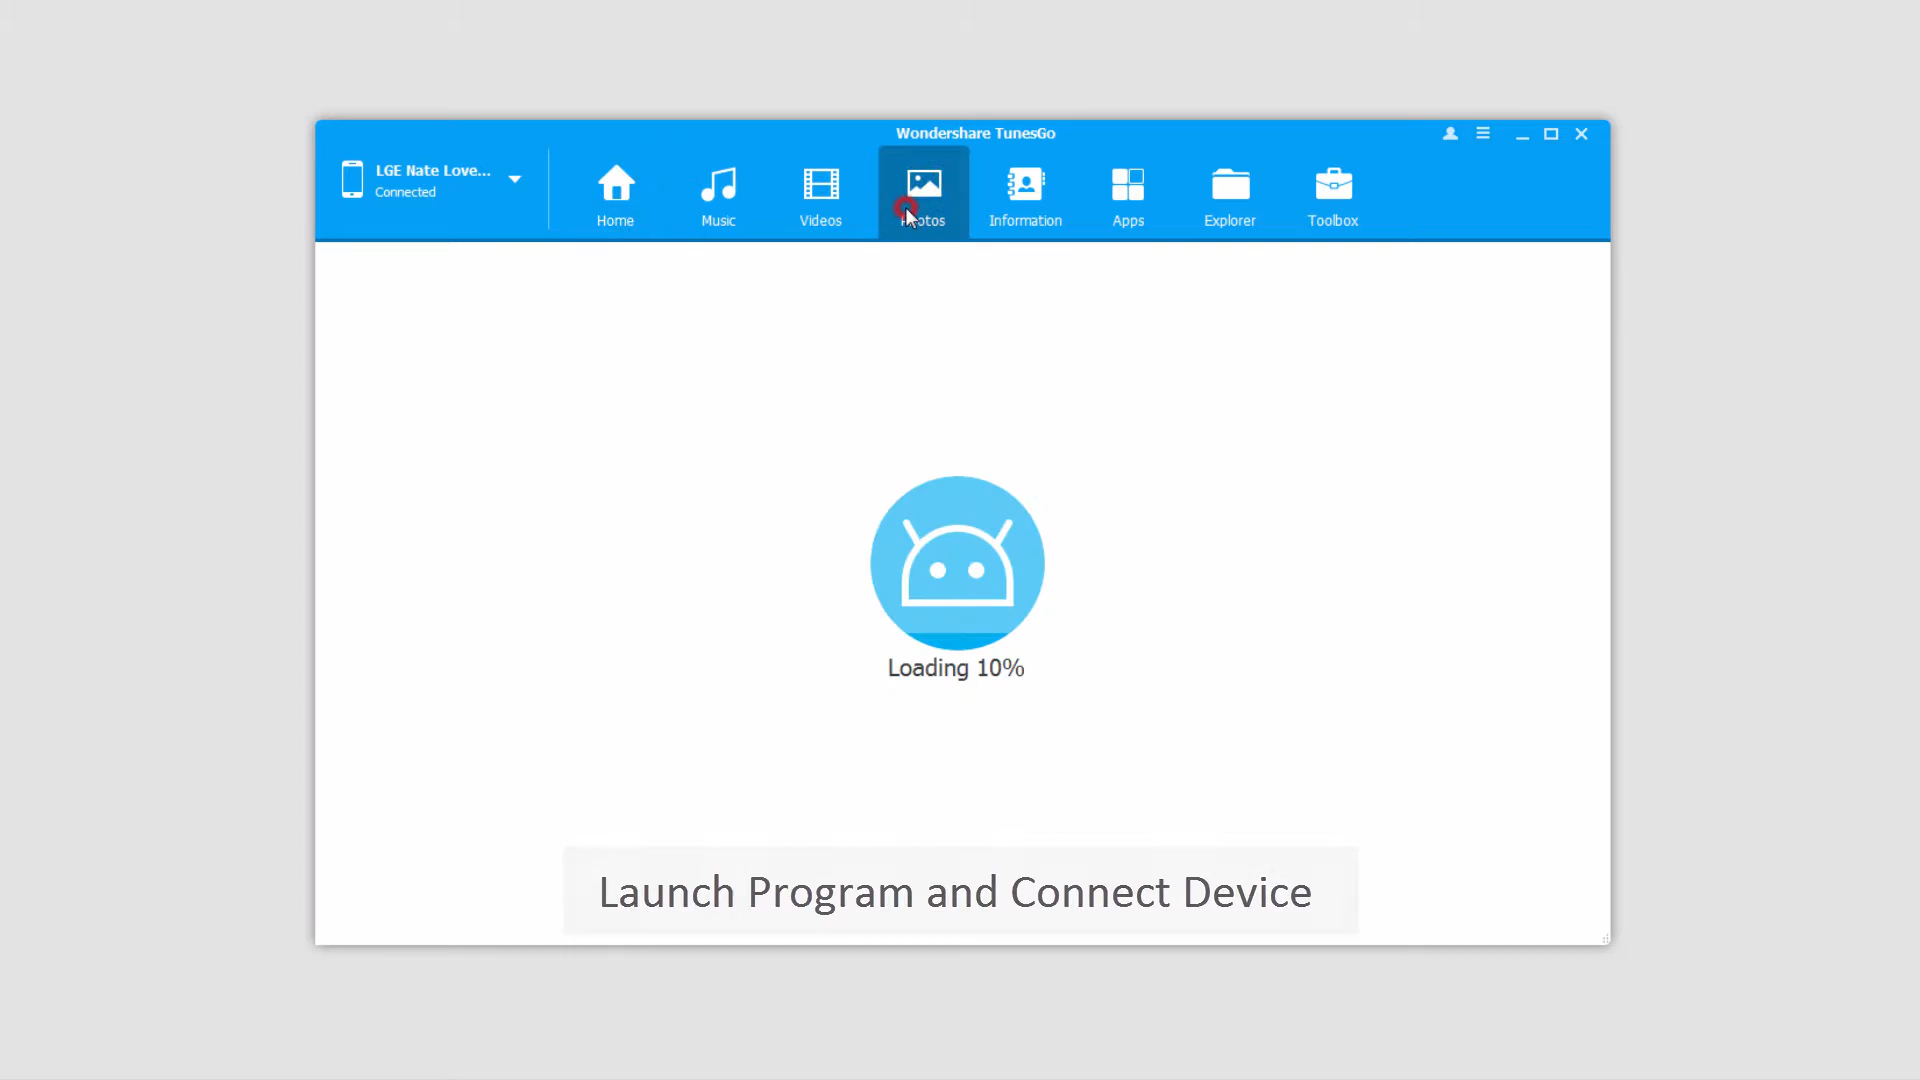 Wondershare TunesGo
LGE Nate Love...
Connected
Home
Music
Videos
Photos
Information
Apps
Explorer
Toolbox
Loading 10%
Launch Program and Connect Device